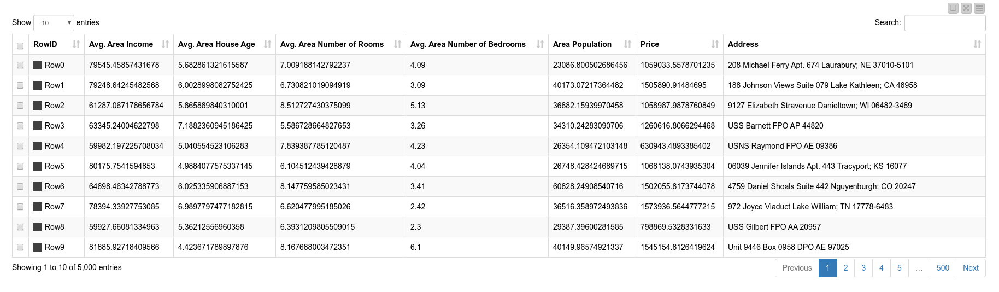 Show 10 entries Search:
RowID Avg. Area Income Avg. Area House Age Avg. Area Number of Rooms Avg. Area Number of Bedrooms Area Population Price Address
Row0 79545.45857431678 5.682861321615587 7.009188142792237 4.09 23086.800502686456 1059033.5578701235 208 Michael Ferry Apt. 674 Laurabury; NE 37010-5101
Row1 79248.64245482568 6.0028998082752425 6.730821019094919 3.09 40173.07217364482 1505890.91484695 188 Johnson Views Suite 079 Lake Kathleen; CA 48958
Row2 61287.067178656784 5.865889840310001 8.512727430375099 5.13 36882.15939970458 1058987.9878760849 9127 Elizabeth Stravenue Danieltown; WI 06482-3489
Row3 63345.24004622798 7.1882360945186425 5.586728664827653 3.26 34310.24283090706 1260616.8066294468 USS Barnett FPO AP 44820
Row4 59982.197225708034 5.040554523106283 7.839387785120487 4.23 26354.109472103148 630943.4893385402 USNS Raymond FPO AE 09386
Row5 80175.7541594853 4.9884077575337145 6.104512439428879 4.04 26748.428424689715 1068138.0743935304 06039 Jennifer Islands Apt. 443 Tracyport; KS 16077
Row6 64698.46342788773 6.025335906887153 8.147759585023431 3.41 60828.24908540716 1502055.8173744078 4759 Daniel Shoals Suite 442 Nguyenburgh; CO 20247
Row7 78394.33927753085 6.9897797477182815 6.620477995185026 2.42 36516.358972493836 1573936.5644777215 972 Joyce Viaduct Lake William; TN 17778-6483
Row8 59927.66081334963 5.36212556960358 6.3931209805509015 2.3 29387.39600281585 798869.5328331633 USS Gilbert FPO AA 20957
Row9 81885.92718409566 4.423671789897876 8.167688003472351 6.1 40149.96574921337 1545154.8126419624 Unit 9446 Box 0958 DPO AE 97025
Showing 1 to 10 of 5,000 entries Previous 1 2 3 4 5 … 500 Next